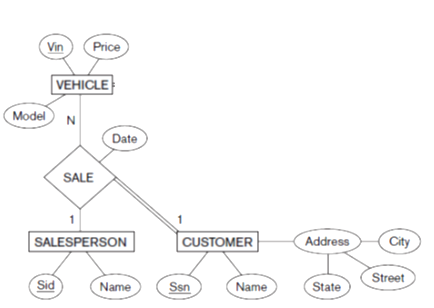 Vin
Price
VEHICLE
Model
N
Date
SALE
1
1
SALESPERSON
CUSTOMER
Address
City
Sid
Name
Ssn
Name
State
Street